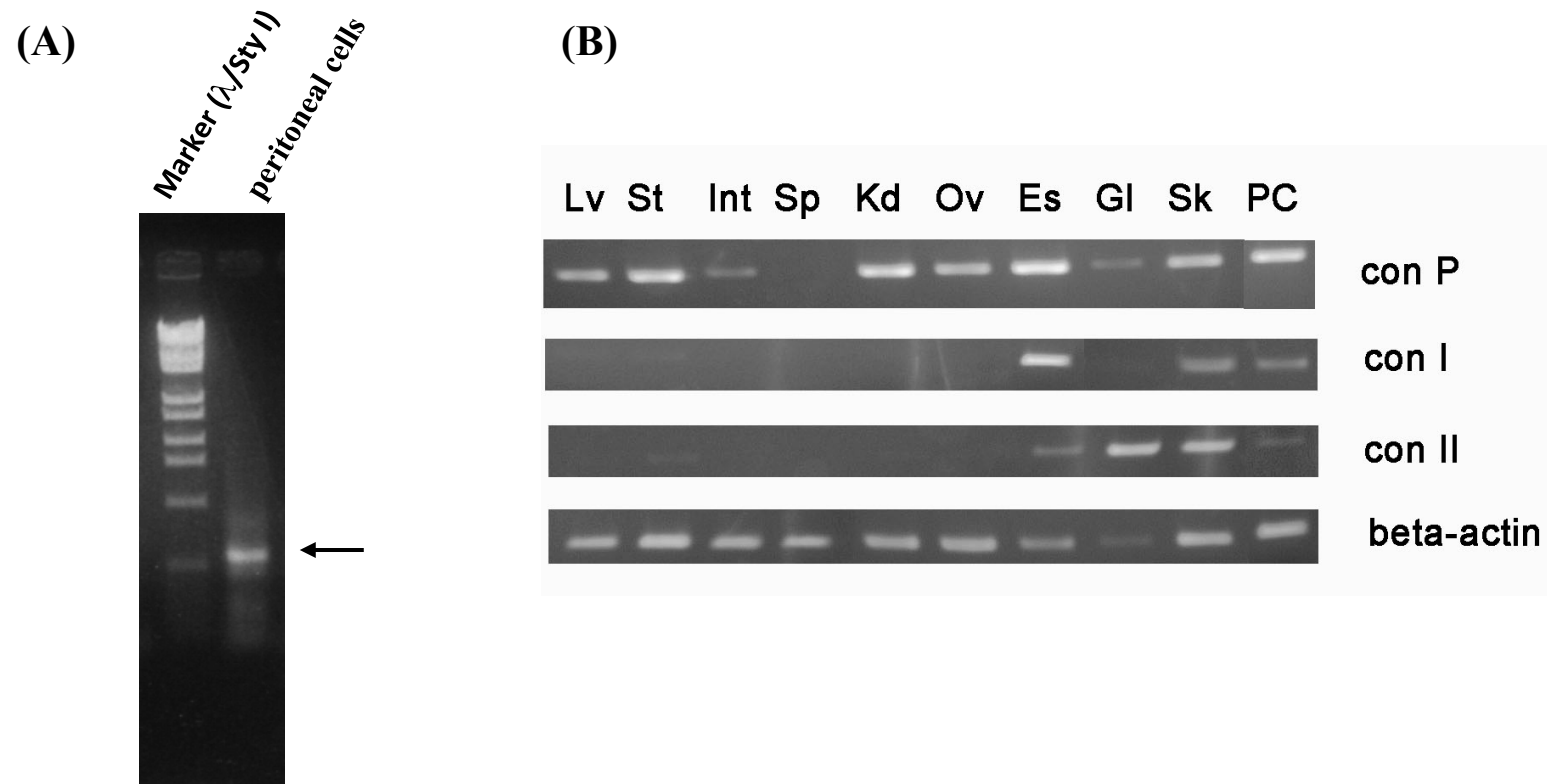 (A)
Marker (λ/Sty I)
peritoneal cells
(B)
Lv St Int Sp Kd Ov Es Gl Sk PC
con P
con I
con II
beta-actin